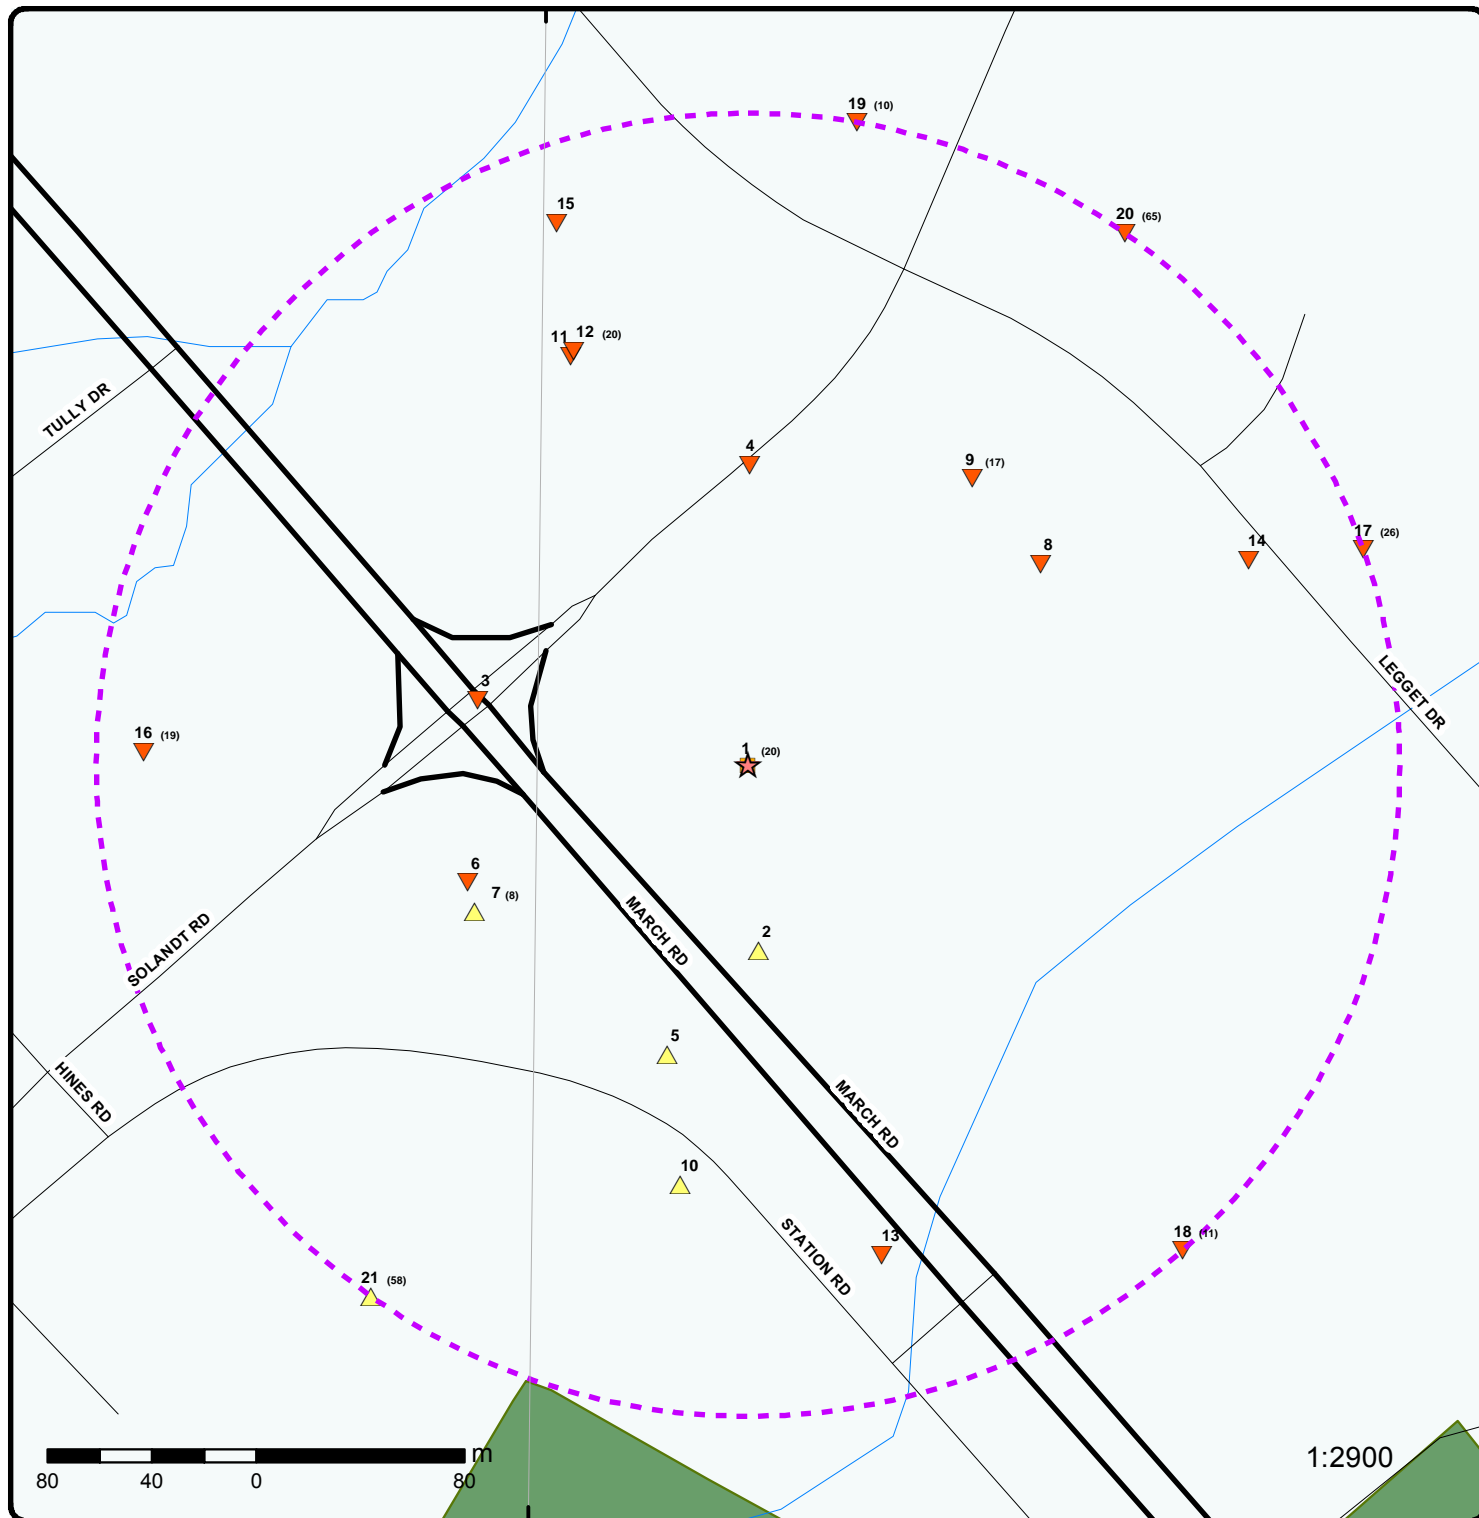 19 (10)
15
20 (65)
11 12 (20)
TULLY DR
4
9 (17)
17 (26)
8
14
3
LEGGET DR
16 (19)
1 (20)
6
7 (8)
MARCH RD
2
SOLANDT RD
5
HINES RD
MARCH RD
10
STATION RD
13
18 (11)
21 (58)
m
80 40 0 80
1:2900